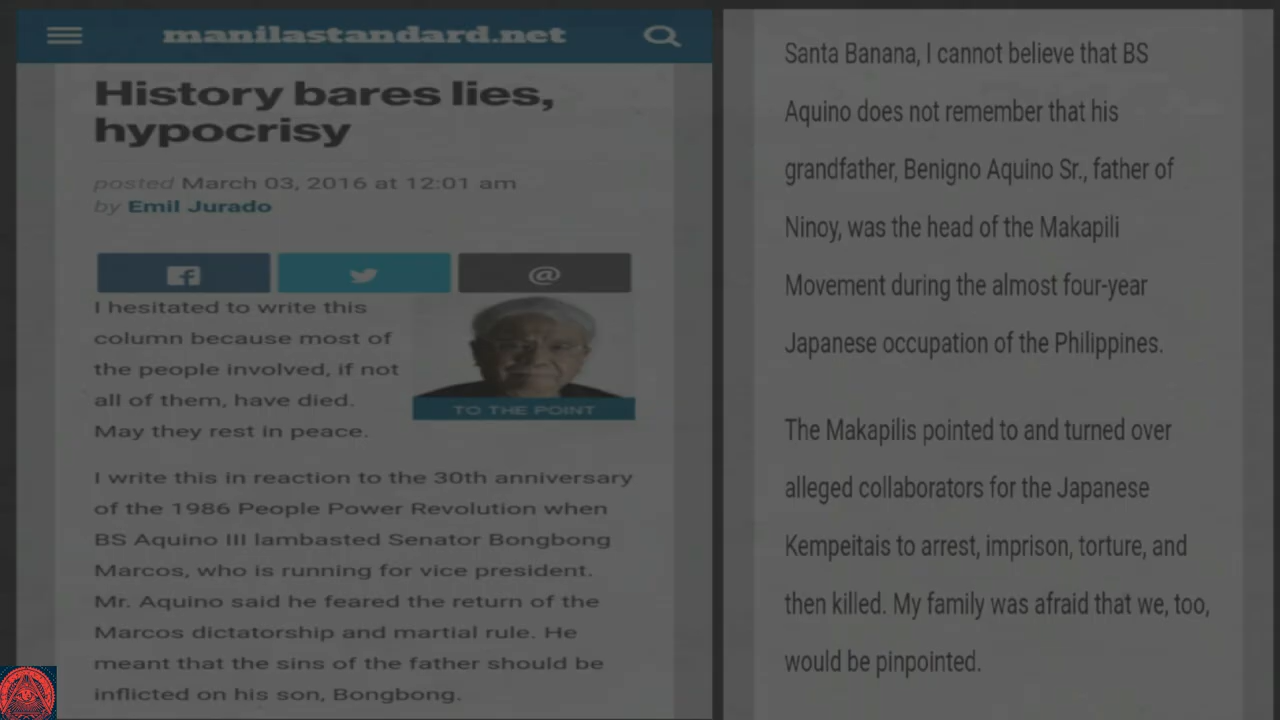 manilastandard.net
History bares lies,
hypocrisy
posted March 03, 2016 at 12:01 am
by Emil Jurado
@
I hesitated to write this
column because most of
the people involved, if not
all of them, have died.
May they rest in peace.
TO THE POINT
I write this in reaction to the 30th anniversary
of the 1986 People Power Revolution when
BS Aquino III lambasted Senator Bongbong
Marcos, who is running for vice president.
Mr. Aquino said he feared the return of the
Marcos dictatorship and martial rule. He
meant that the sins of the father should be
inflicted on his son, Bongbong.
Santa Banana, I cannot believe that BS
Aquino does not remember that his
grandfather, Benigno Aquino Sr., father of
Ninoy, was the head of the Makapili
Movement during the almost four-year
Japanese occupation of the Philippines.
The Makapilis pointed to and turned over
alleged collaborators for the Japanese
Kempeitais to arrest, imprison, torture, and
then killed. My family was afraid that we, too,
would be pinpointed.